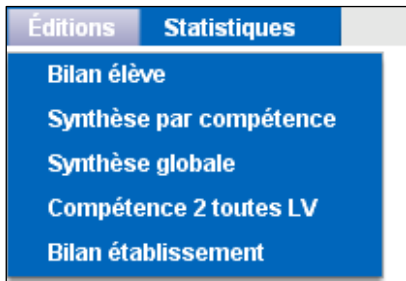 Éditions Statistiques
Bilan élève
Synthèse par compétence
Synthèse globale
Compétence 2 toutes LV
Bilan établissement